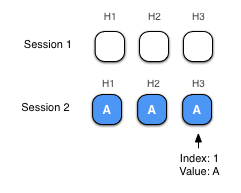 H1 H2 H3
Session 1
H1 H2 H3
Session 2 A A A
Index: 1
Value: A